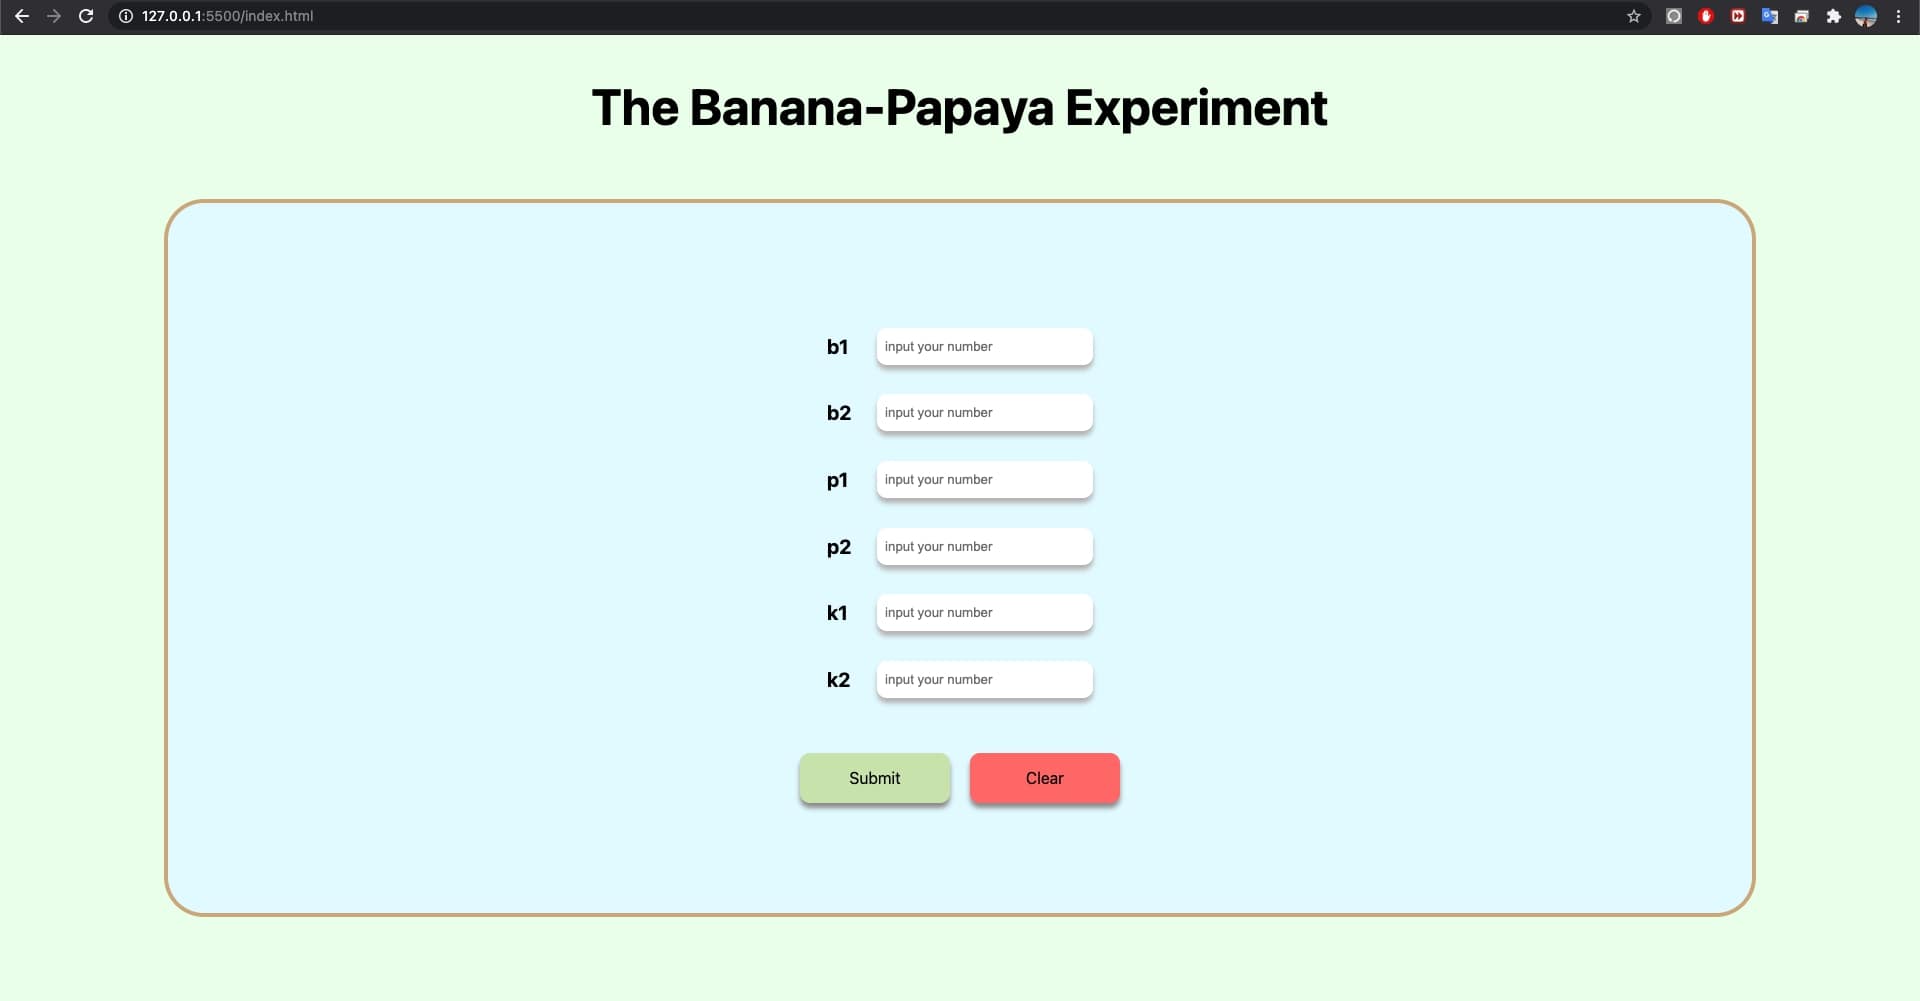 127.0.0.1:5500/index.html
The Banana-Papaya Experiment
b1 input your number
b2 input your number
p1 input your number
p2 input your number
k1 input your number
k2 input your number
Submit Clear